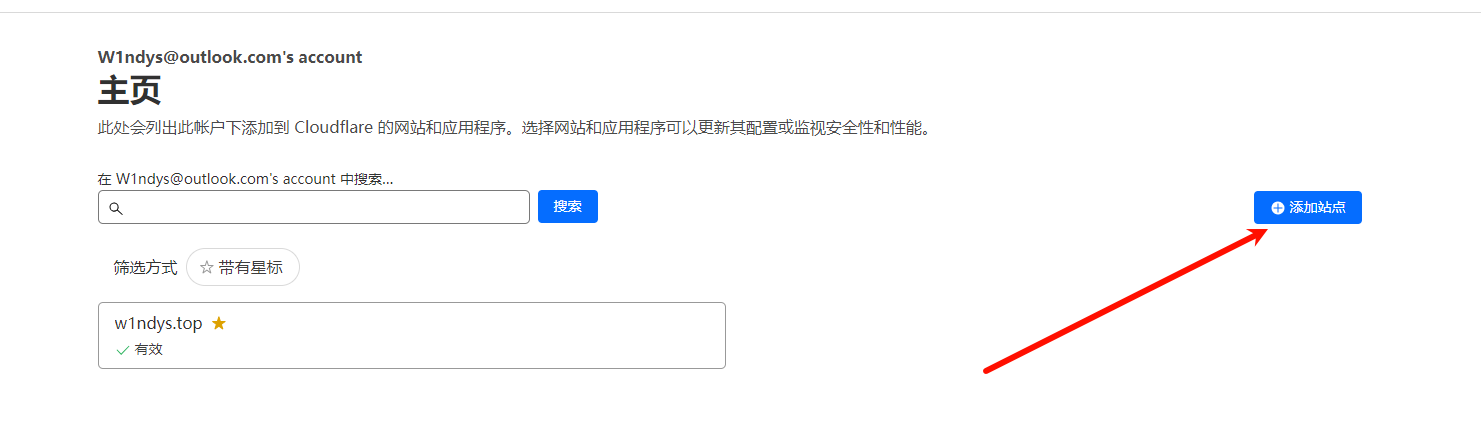 W1ndys@outlook.com's account
主页
此处会列出此帐户下添加到 Cloudflare 的网站和应用程序。选择网站和应用程序可以更新其配置或监视安全性和性能。
在 W1ndys@outlook.com's account 中搜索...
搜索
添加站点
筛选方式 带有星标
w1ndys.top
有效